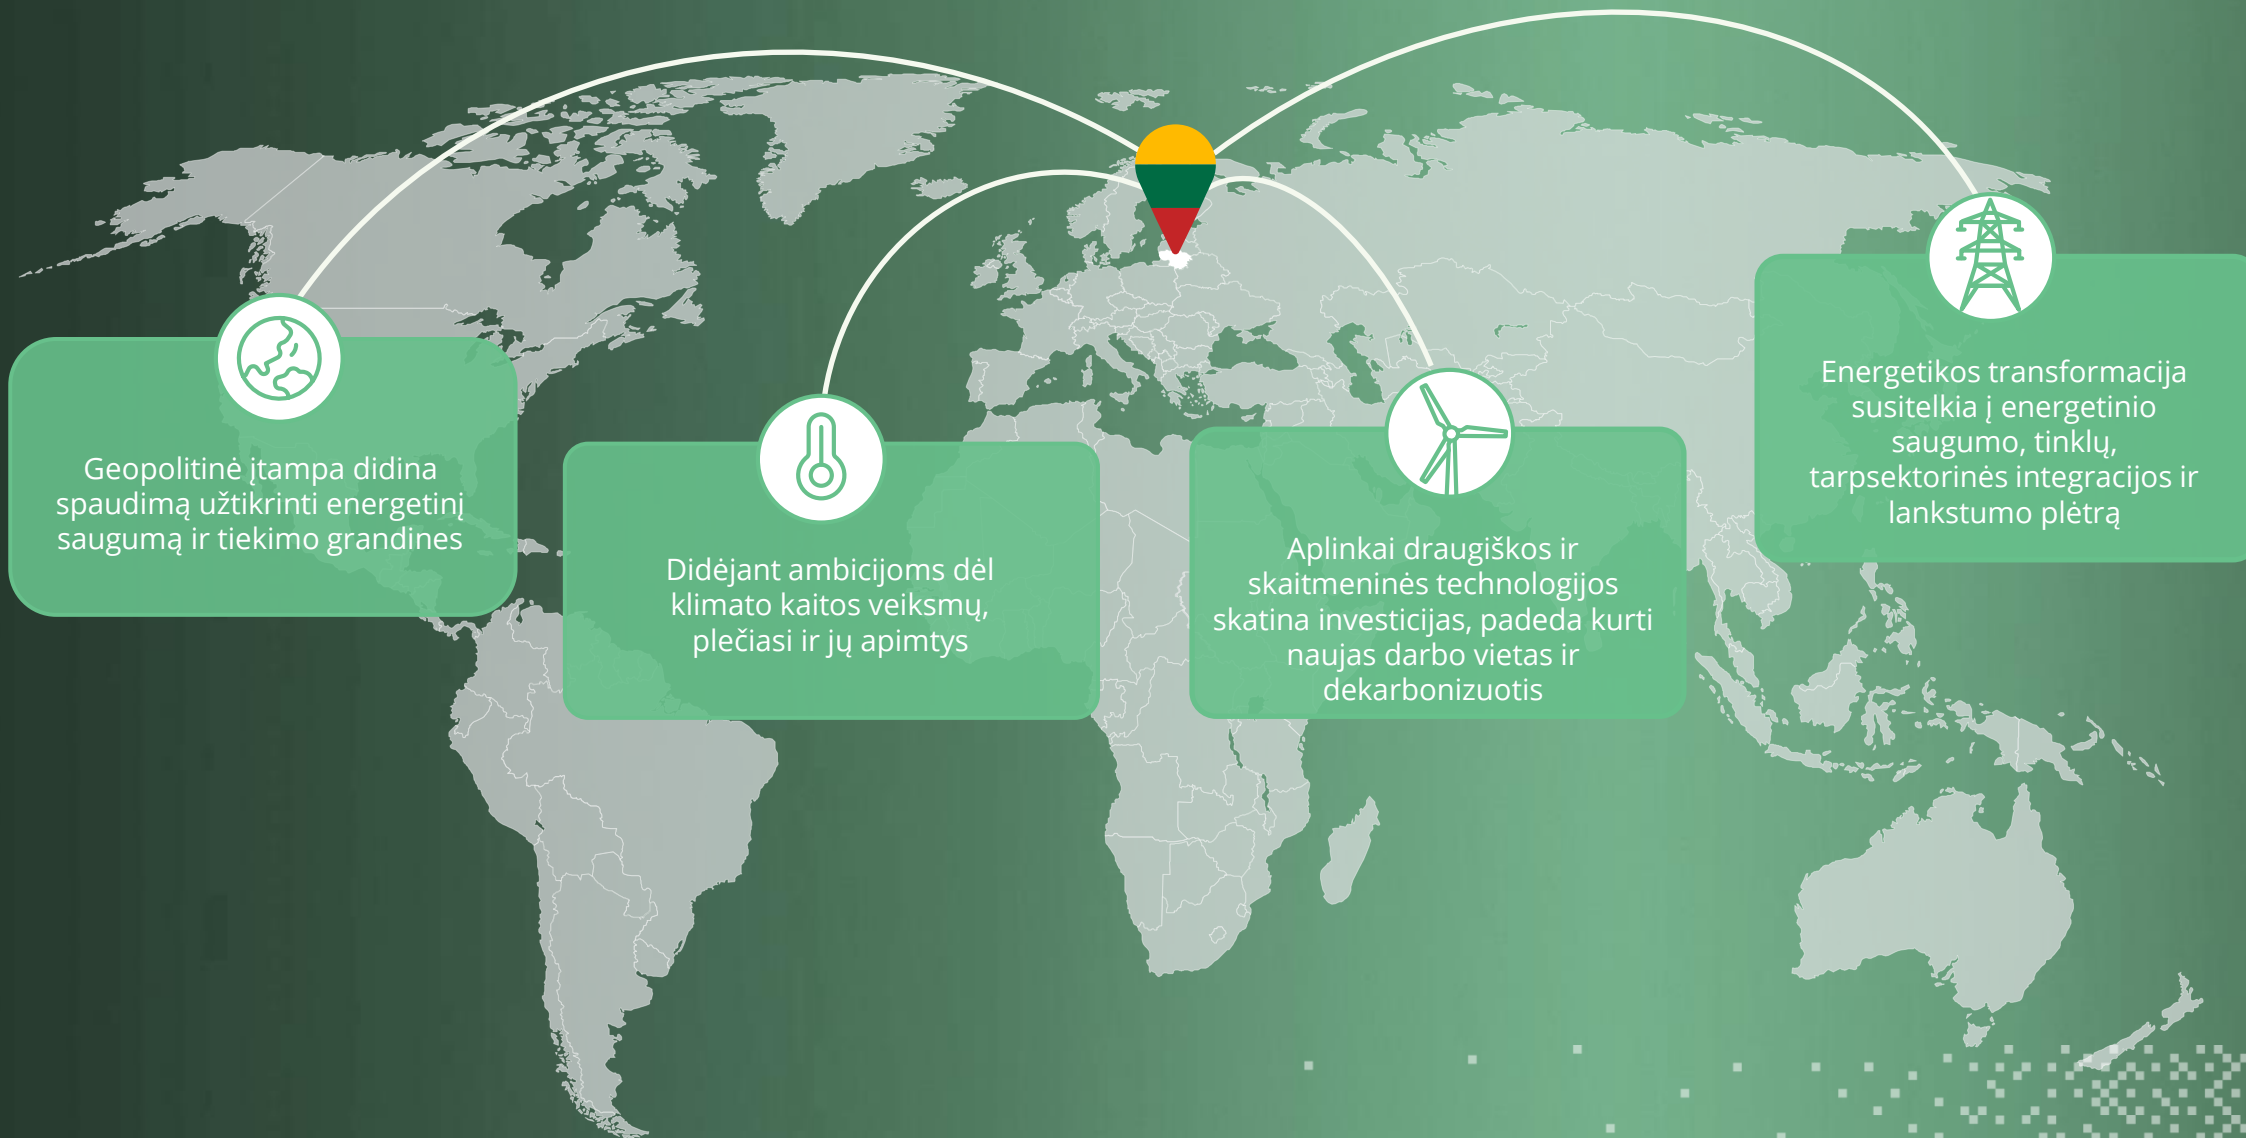 Geopolitinė įtampa didina
spaudimą užtikrinti energetinį
saugumą ir tiekimo grandines
Didėjant ambicijoms dėl
klimato kaitos veiksmų,
plečiasi ir jų apimtys
Aplinkai draugiškos ir
skaitmeninės technologijos
skatina investicijas, padeda kurti
naujas darbo vietas ir
dekarbonizuotis
Energetikos transformacija
susitelkia į energetinio
saugumo, tinklų,
tarpsektorinės integracijos ir
lankstumo plėtrą